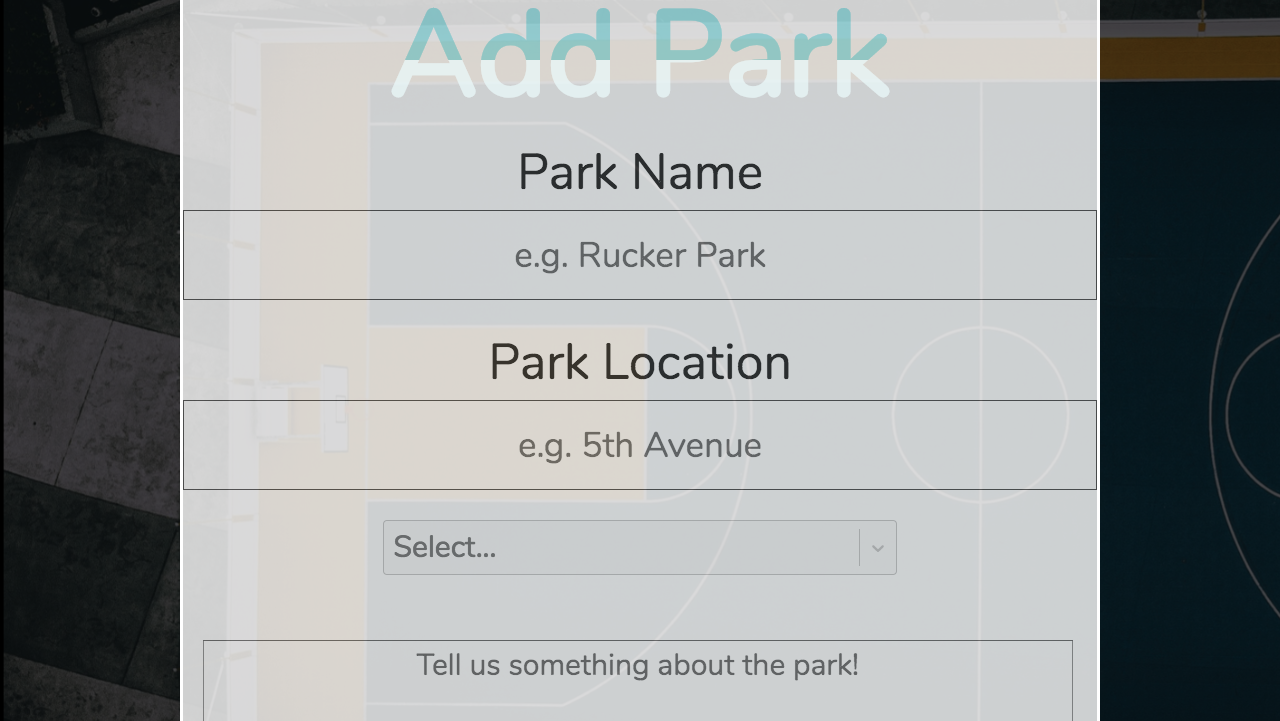 Add Park
Park Name
e.g. Rucker Park
Park Location
e.g. 5th Avenue
Select...
Tell us something about the park!